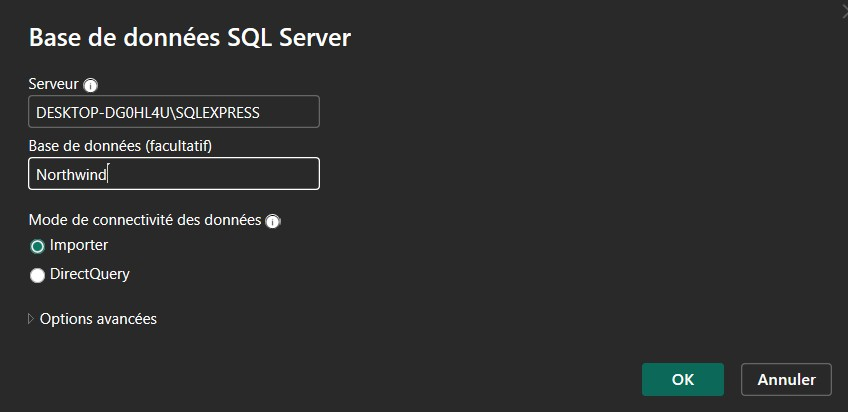 Base de données SQL Server
Serveur
DESKTOP-DG0HL4U\SQLEXPRESS
Base de données (facultatif)
Northwind
Mode de connectivité des données
Importer
DirectQuery
Options avancées
OK
Annuler